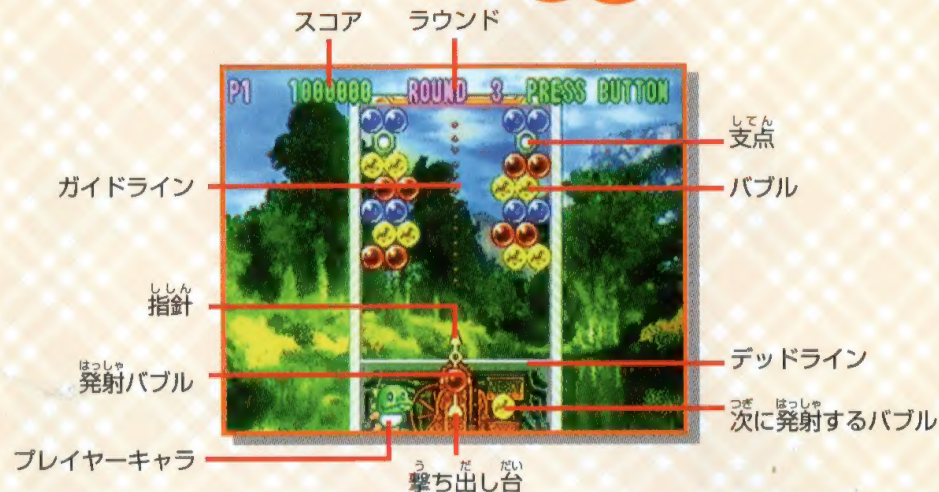 スコア ラウンド
P1 1000000 ROUND 3 PRESS BUTTON
してん
支点
ガイドライン
バブル
ししん
指針
デッドライン
はっしゃ
発射バブル
つぎ はっしゃ
次に発射するバブル
プレイヤーキャラ
う だ だい
撃ち出し台